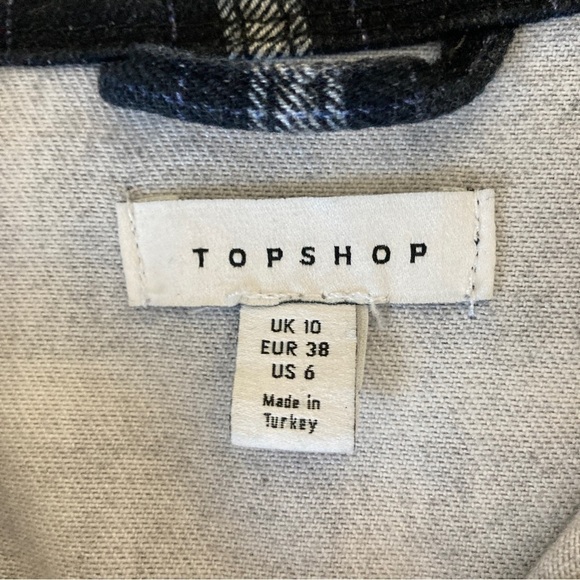 TOPSHOP
UK 10
EUR 38
US 6
Made in
Turkey